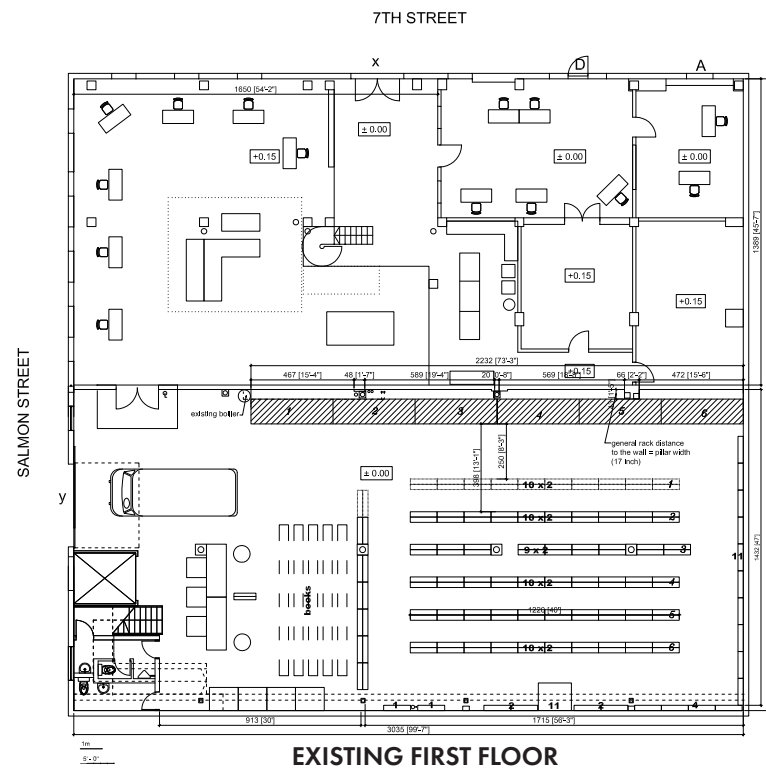 7TH STREET
x
D
A
1650 [54'-2"]
± 0.00
+0.15
± 0.00
± 0.00
1389 [45'-7"]
+0.15
+0.15
2232 [73'-3"]
+0.15
467 [15'-4"]
48 [1'-7"]
589 [19'-4"]
20 [0'-8"]
66 [2'-2"]
472 [15'-6"]
SALMON STREET
existing boiler
1
2
3
4
5
6
general rack distance
to the wall = pillar width
(17 inch)
± 0.00
398 [13'-1"]
250 [8'-3"]
y
10 x 2
1
10 x 2
2
9 x 2
3
11
10 x 2
4
1432 [47']
books
5
10 x 2
6
1
1
2
11
2
4
913 [30']
1715 [56'-3"]
3035 [99'-7"]
1m
5'- 0"
EXISTING FIRST FLOOR